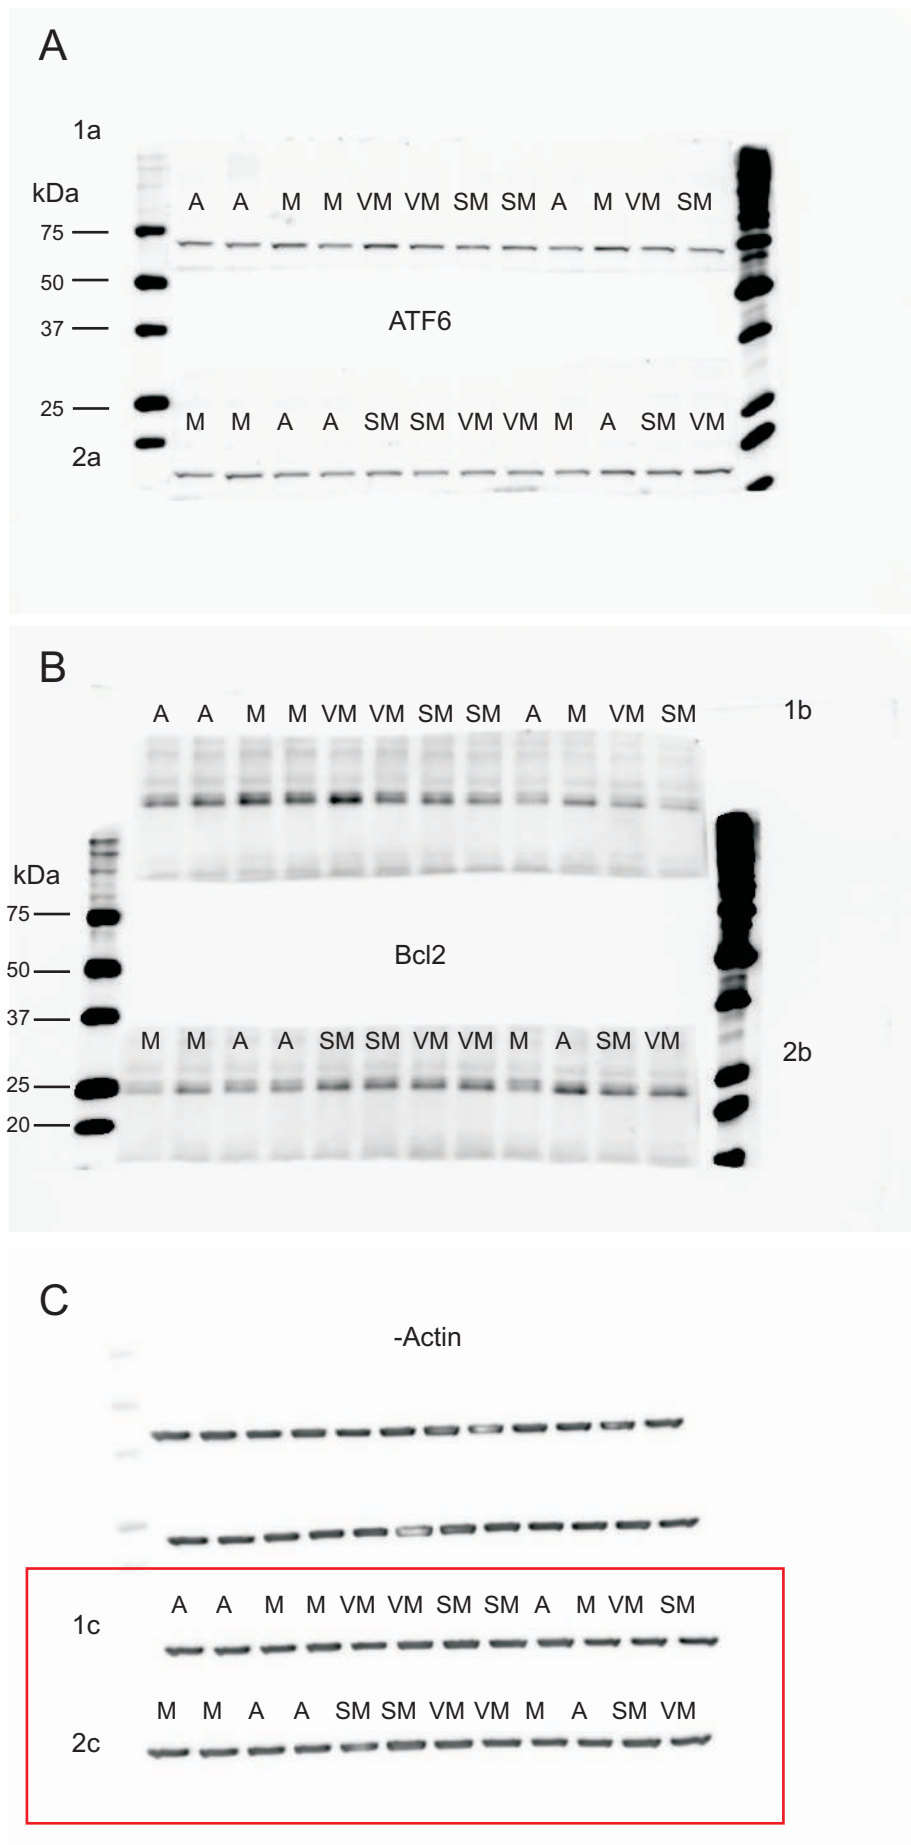 A
1a
kDa
A A M M VM VM SM SM A M VM SM
75
50
37
ATF6
25
M M A A SM SM VM VM M A SM VM
2a
B
A A M M VM VM SM SM A M VM SM
1b
kDa
75
Bcl2
50
37
M M A A SM SM VM VM M A SM VM
2b
25
20
C
-Actin
A A M M VM VM SM SM A M VM SM
1c
M M A A SM SM VM VM M A SM VM
2c